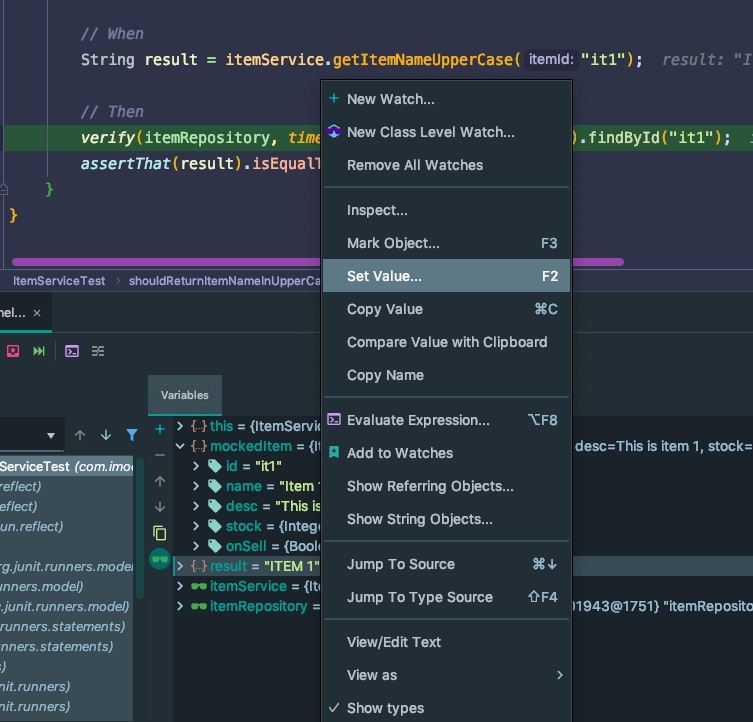 // When
String result = itemService.getItemNameUpperCase( itemId: "it1"); result: "I
// Then
verify(itemRepository, time ).findById("it1");
assertThat(result).isEqualT
}
}
ItemServiceTest > shouldReturnItemNameInUpperCa
nel... ×
Variables
ServiceTest (com.imoc
reflect)
eflect)
un.reflect)
rg.junit.runners.model
unners.model)
g.junit.runners.model)
runners.statements)
nners.statements)
s)
nit.runners)
nit.runners)
this = {ItemServic
mockedItem = {It desc=This is item 1, stock=
id = "it1"
name = "Item 1
desc = "This is
stock = {Intege
onSell = {Boole
result = "ITEM 1"
itemService = {Ite
itemRepository = 01943@1751} "itemReposito
New Watch...
New Class Level Watch...
Remove All Watches
Inspect...
Mark Object... F3
Set Value... F2
Copy Value ⌘C
Compare Value with Clipboard
Copy Name
Evaluate Expression... ⌥F8
Add to Watches
Show Referring Objects...
Show String Objects...
Jump To Source ⌘↓
Jump To Type Source ⇧F4
View/Edit Text
View as >
✓ Show types